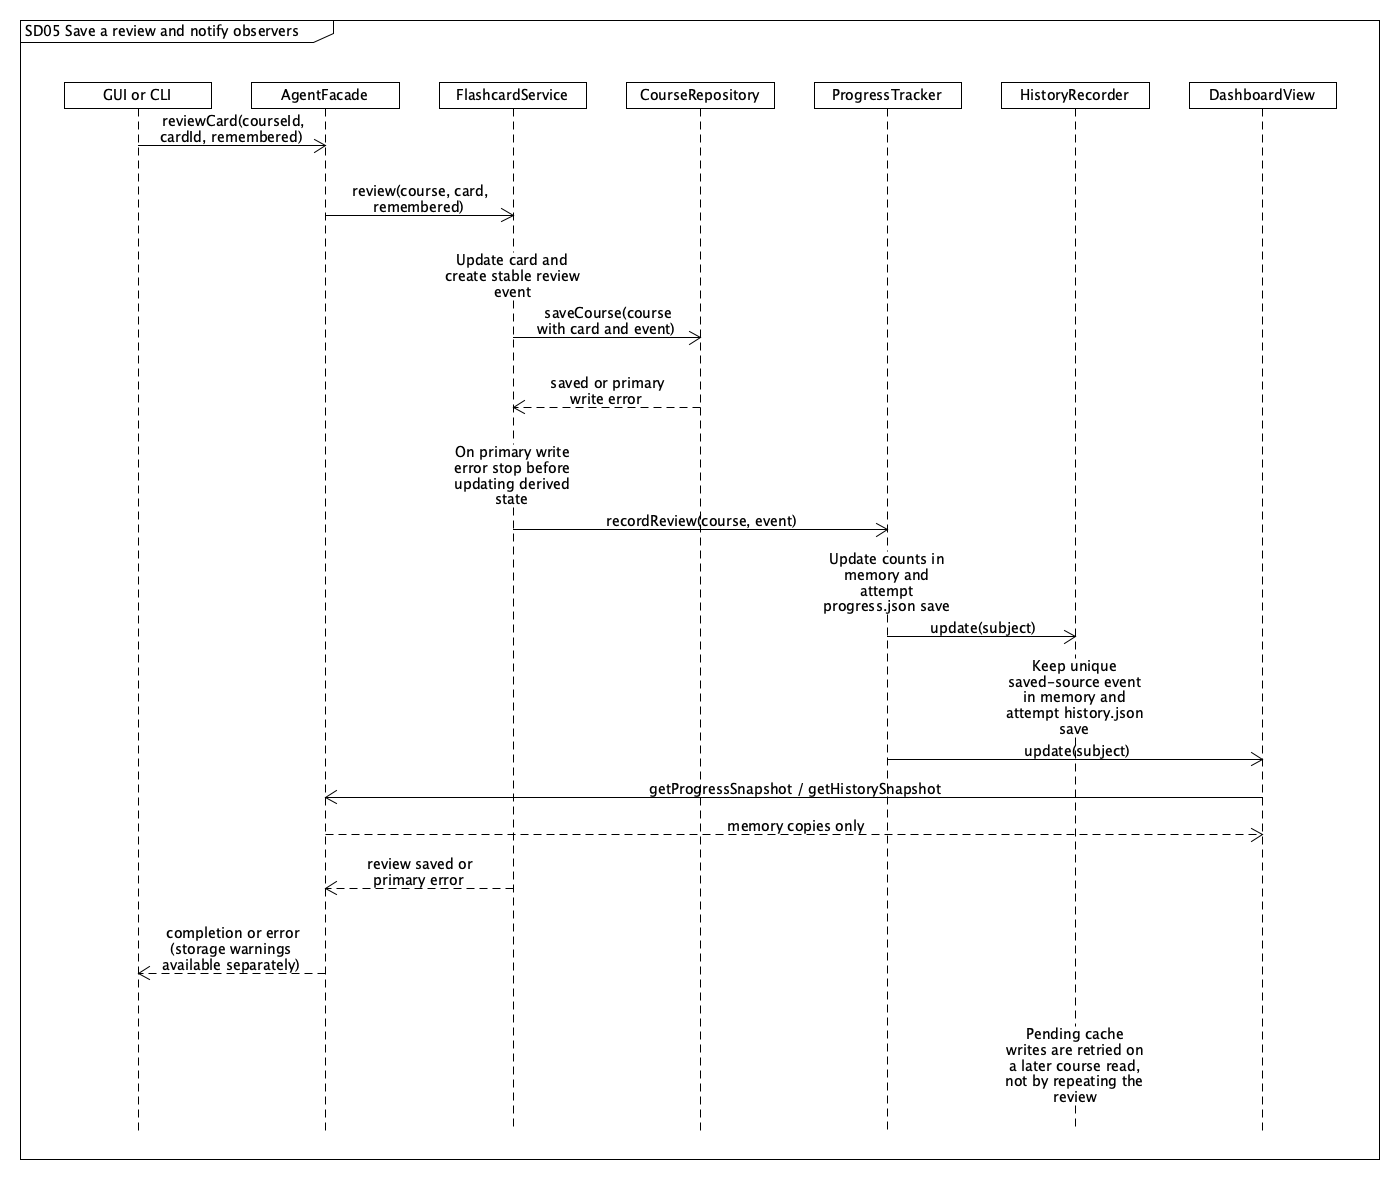 SD05 Save a review and notify observers
GUI or CLI
AgentFacade
FlashcardService
CourseRepository
ProgressTracker
HistoryRecorder
DashboardView
reviewCard(courseId,
cardId, remembered)
review(course, card,
remembered)
Update card and
create stable review
event
saveCourse(course
with card and event)
saved or primary
write error
On primary write
error stop before
updating derived
state
recordReview(course, event)
Update counts in
memory and
attempt
progress.json save
update(subject)
Keep unique
saved-source event
in memory and
attempt history.json
save
update(subject)
getProgressSnapshot / getHistorySnapshot
memory copies only
review saved or
primary error
completion or error
(storage warnings
available separately)
Pending cache
writes are retried on
a later course read,
not by repeating the
review